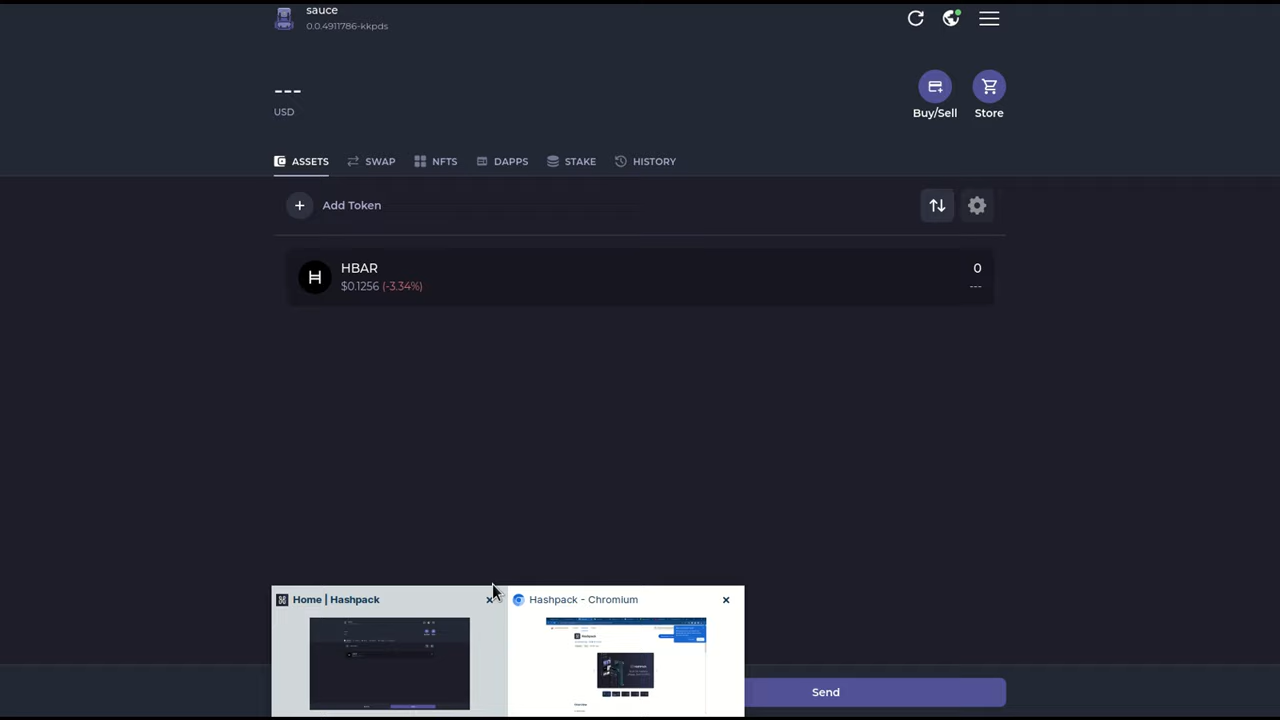 sauce
0.0.4911786-kkpds
---
USD
Buy/Sell
Store
ASSETS
SWAP
NFTS
DAPPS
STAKE
HISTORY
+ Add Token
HBAR
0
$0.1256 (-3.34%)
---
Home | Hashpack
Hashpack - Chromium
Send